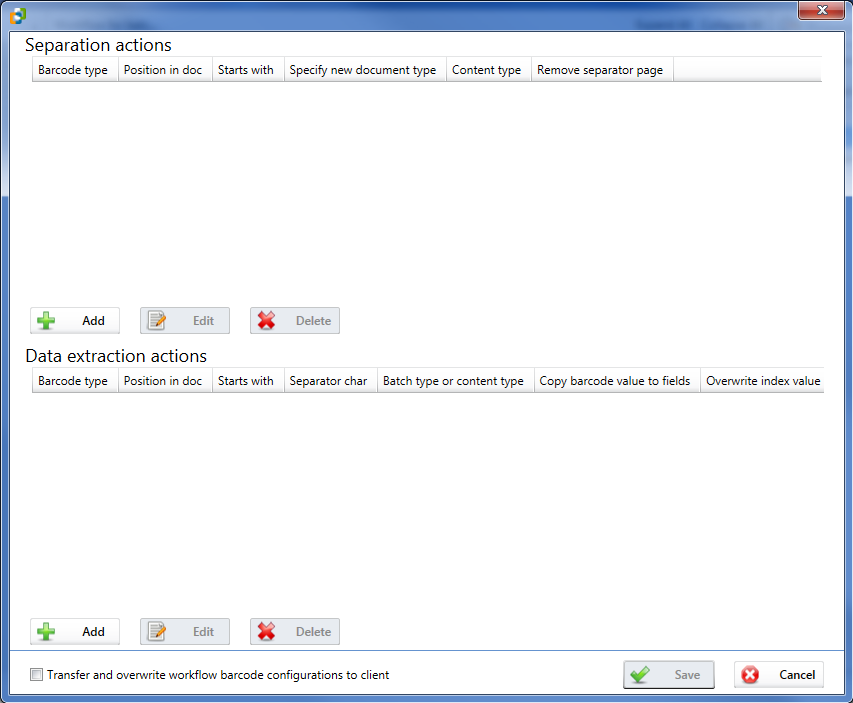 Separation actions
Barcode type Position in doc Starts with Specify new document type Content type Remove separator page
Add Edit Delete
Data extraction actions
Barcode type Position in doc Starts with Separator char Batch type or content type Copy barcode value to fields Overwrite index value
Add Edit Delete
Transfer and overwrite workflow barcode configurations to client Save Cancel